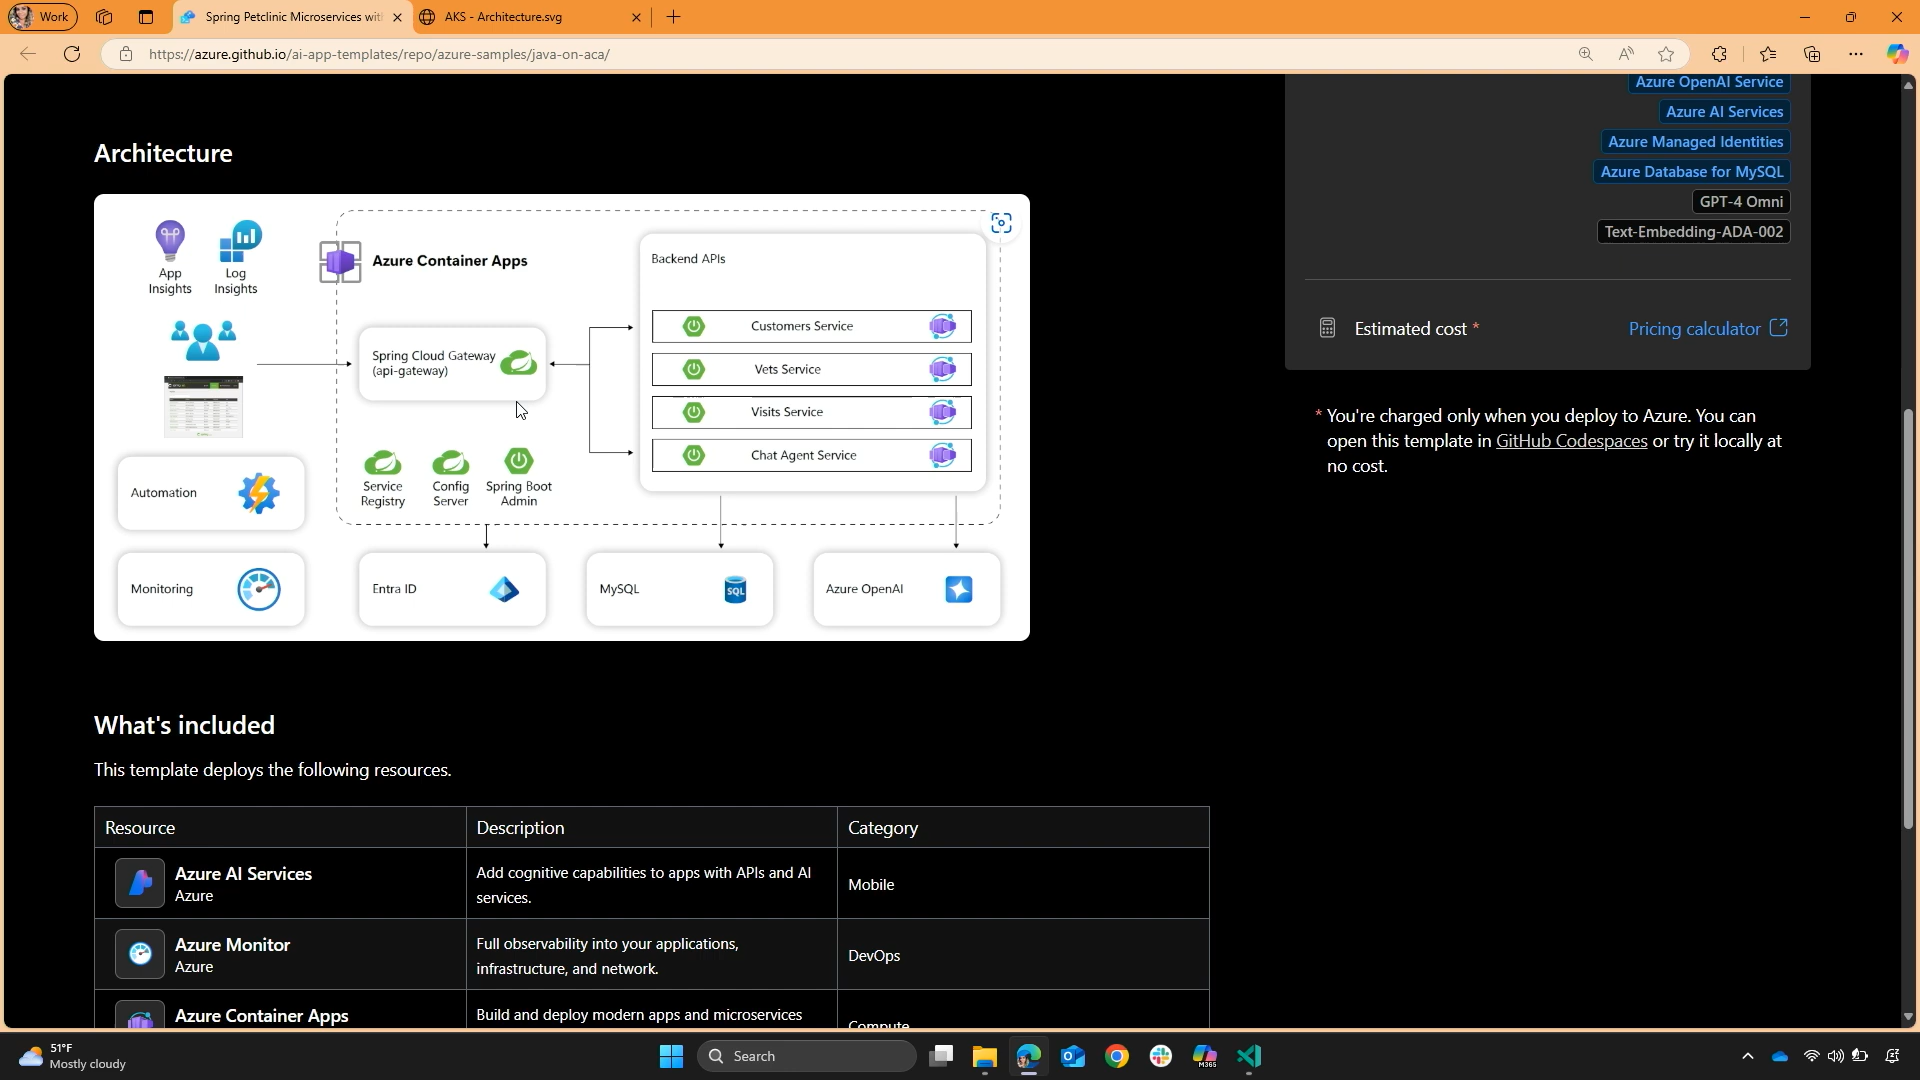 Work
Spring Petclinic Microservices wit
AKS - Architecture.svg
https://azure.github.io/ai-app-templates/repo/azure-samples/java-on-aca/
Azure OpenAI Service
Azure AI Services
Azure Managed Identities
Azure Database for MySQL
GPT-4 Omni
Text-Embedding-ADA-002
Estimated cost *
Pricing calculator
* You're charged only when you deploy to Azure. You can
open this template in GitHub Codespaces or try it locally at
no cost.
Architecture
App
Insights
Log
Insights
Azure Container Apps
Backend APIs
Spring Cloud Gateway
(api-gateway)
Customers Service
Vets Service
Visits Service
Chat Agent Service
Service
Registry
Config
Server
Spring Boot
Admin
Automation
Monitoring
Entra ID
MySQL
SQL
Azure OpenAI
What's included
This template deploys the following resources.
Resource
Description
Category
Azure AI Services
Azure
Add cognitive capabilities to apps with APIs and AI
services.
Mobile
Azure Monitor
Azure
Full observability into your applications,
infrastructure, and network.
DevOps
Azure Container Apps
Build and deploy modern apps and microservices
Compute
51°F
Mostly cloudy
Search
M365